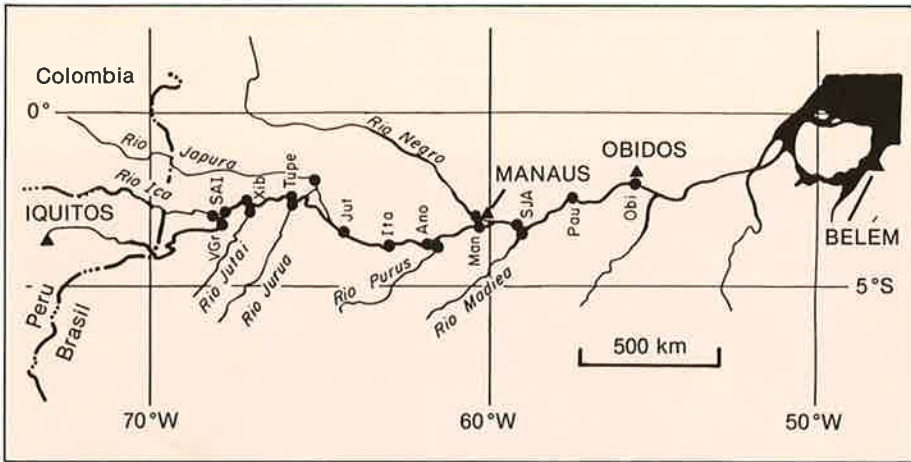 Colombia
0°
Rio Japura
Rio Negro
Rio Ica
IQUITOS
SAI
VGr
Xib
Tupe
Rio Jutai
Rio Jurua
Jut
Ita
Ano
Rio Purus
Man
MANAUS
SJA
Rio Madiea
Pau
OBIDOS
Obi
BELÉM
Peru
Brasil
5°S
500 km
70°W
60°W
50°W